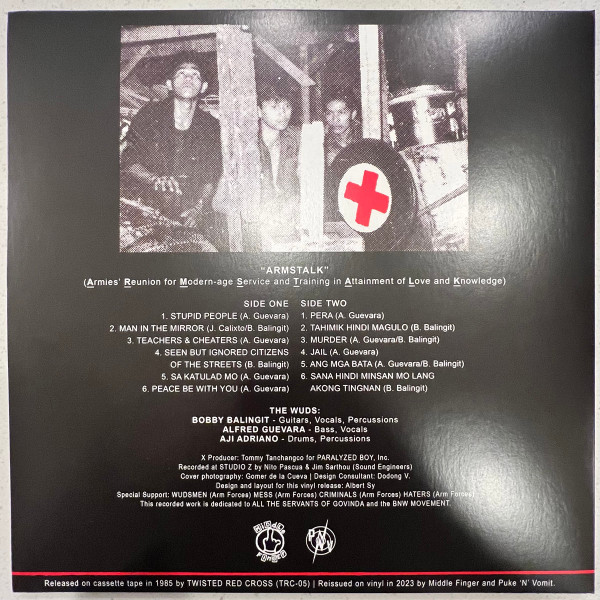 "ARMSTALK"
(Armies' Reunion for Modern-age Service and Training in Attainment of Love and Knowledge)
SIDE ONE
1. STUPID PEOPLE (A. Guevara)
2. MAN IN THE MIRROR (J. Calixto/B. Balingit)
3. TEACHERS & CHEATERS (A. Guevara)
4. SEEN BUT IGNORED CITIZENS
OF THE STREETS (B. Balingit)
5. SA KATULAD MO (A. Guevara)
6. PEACE BE WITH YOU (A. Guevara)
SIDE TWO
1. PERA (A. Guevara)
2. TAHIMIK HINDI MAGULO (B. Balingit)
3. MURDER (A. Guevara/B. Balingit)
4. JAIL (A. Guevara)
5. ANG MGA BATA (A. Guevara/B. Balingit)
6. SANA HINDI MINSAN MO LANG
AKONG TINGNAN (B. Balingit)
THE WUDS:
BOBBY BALINGIT - Guitars, Vocals, Percussions
ALFRED GUEVARA - Bass, Vocals
AJI ADRIANO - Drums, Percussions
X Producer: Tommy Tanchangco for PARALYZED BOY, Inc.
Recorded at STUDIO Z by Nito Pascua & Jim Sarthou (Sound Engineers)
Cover photography: Gomer de la Cueva | Design Consultant: Dodong V.
Design and layout for this vinyl release: Albert Sy
Special Support: WUDSMEN (Arm Forces) MESS (Arm Forces) CRIMINALS (Arm Forces) HATERS (Arm Forces)
This recorded work is dedicated to ALL THE SERVANTS OF GOVINDA and the BNW MOVEMENT.
MIDDLE
FINGER
PNV
Released on cassette tape in 1985 by TWISTED RED CROSS (TRC-05) | Reissued on vinyl in 2023 by Middle Finger and Puke 'N' Vomit.